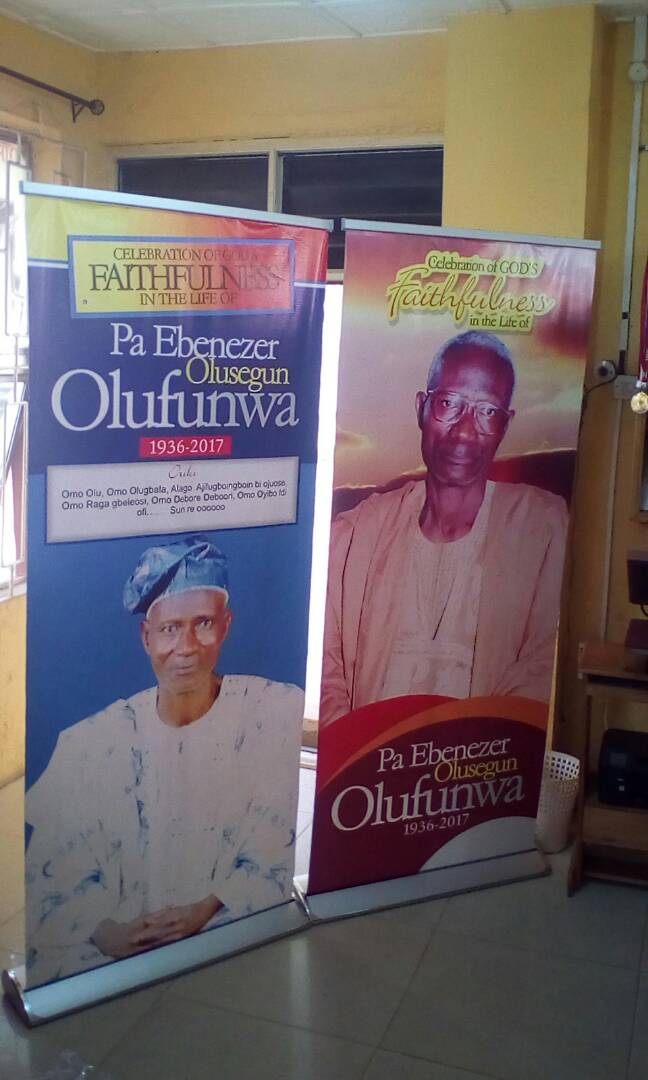 CELEBRATION OF GOD'S
FAITHFULNESS
IN THE LIFE OF
Pa Ebenezer
Olusegun
Olufunwa
1936-2017
Oriki
Omo Olu, Omo Olugbala, Alago Ajilugboingboin bi ojuose,
Omo Raga gbeleosi, Omo Debore Deboori, Omo Oyibo Idi
ofi...... Sun re oooooo
Celebration of GOD'S
Faithfulness
in the Life of
Pa Ebenezer
Olusegun
Olufunwa
1936-2017